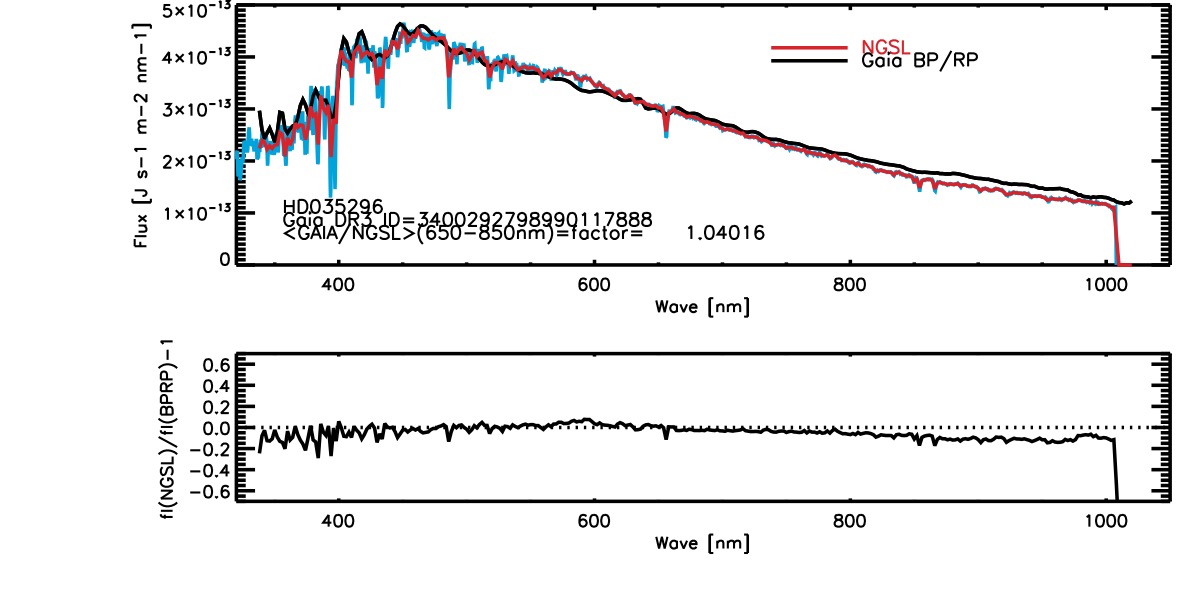 5×10−13
4×10−13
3×10−13
2×10−13
1×10−13
0
Flux [J s−1 m−2 nm−1]
NGSL
Gaia BP/RP
HD035296
Gaia DR3 ID=3400292798990117888
<GAIA/NGSL>(650−850nm)=factor= 1.04016
400 600 800 1000
Wave [nm]
fl(NGSL)/fl(BPRP)−1
0.6
0.4
0.2
0.0
−0.2
−0.4
−0.6
400 600 800 1000
Wave [nm]